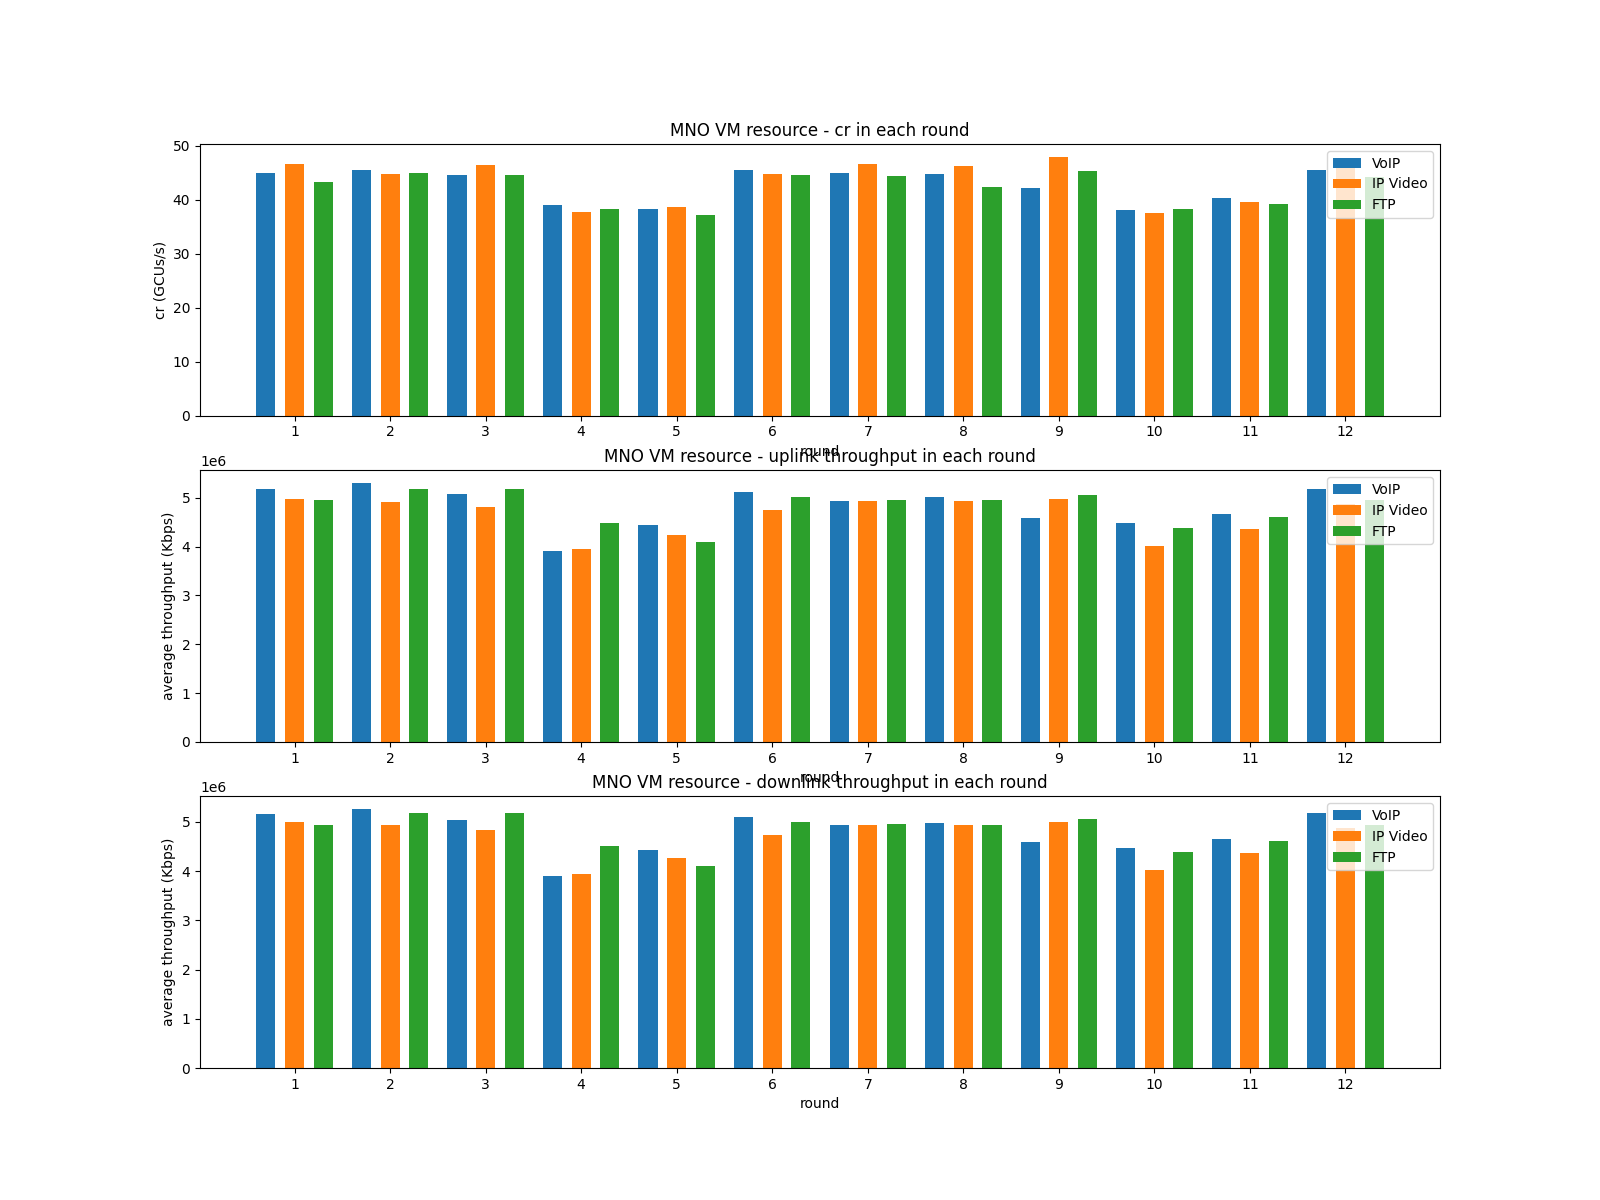 MNO VM resource - cr in each round
50
40
30
20
10
0
cr (GCUs/s)
VoIP
IP Video
FTP
1 2 3 4 5 6 7 8 9 10 11 12
round
MNO VM resource - uplink throughput in each round
1e6
5
4
3
2
1
0
average throughput (Kbps)
VoIP
IP Video
FTP
1 2 3 4 5 6 7 8 9 10 11 12
round
MNO VM resource - downlink throughput in each round
1e6
5
4
3
2
1
0
average throughput (Kbps)
VoIP
IP Video
FTP
1 2 3 4 5 6 7 8 9 10 11 12
round